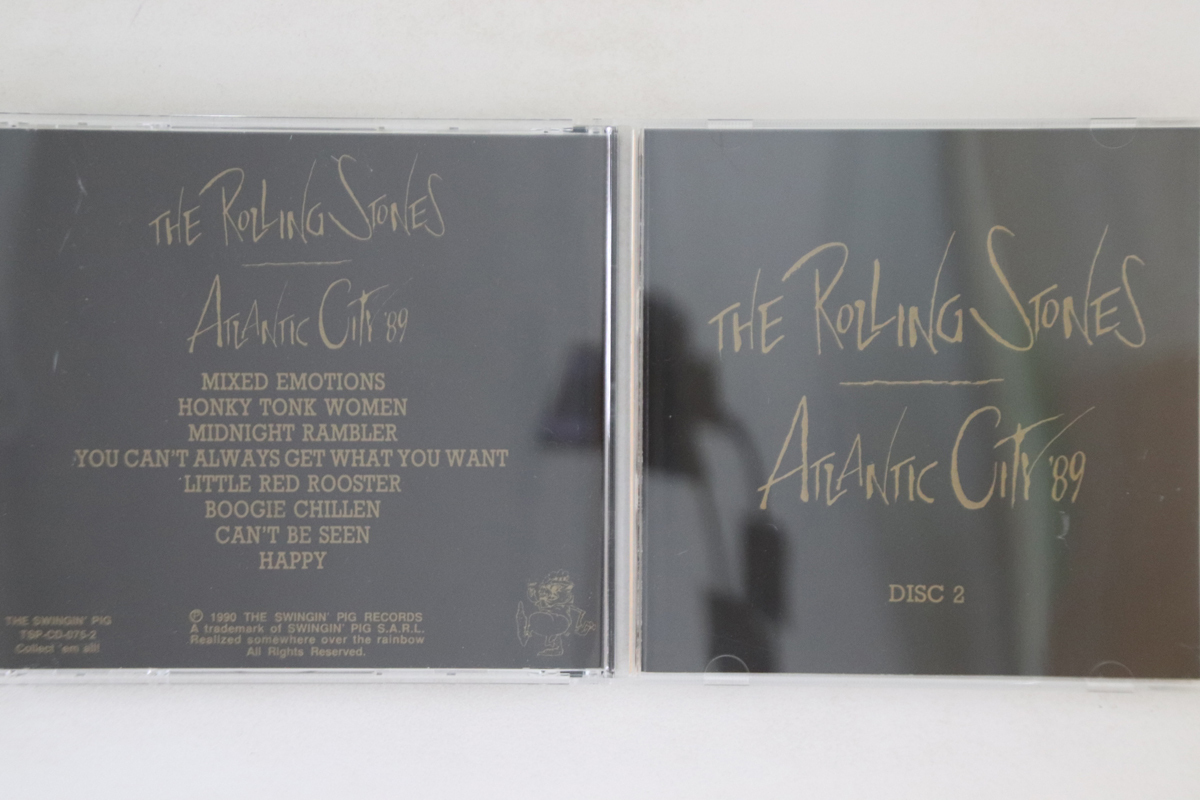 THE ROLLING STONES
ATLANTIC CITY '89
MIXED EMOTIONS
HONKY TONK WOMEN
MIDNIGHT RAMBLER
YOU CAN'T ALWAYS GET WHAT YOU WANT
LITTLE RED ROOSTER
BOOGIE CHILLEN
CAN'T BE SEEN
HAPPY
THE SWINGIN' PIG
TSP-CD-075-2
Collect 'em all!
℗ 1990 THE SWINGIN' PIG RECORDS
A trademark of SWINGIN' PIG S.A.R.L.
Realized somewhere over the rainbow
All Rights Reserved.
THE ROLLING STONES
ATLANTIC CITY '89
DISC 2